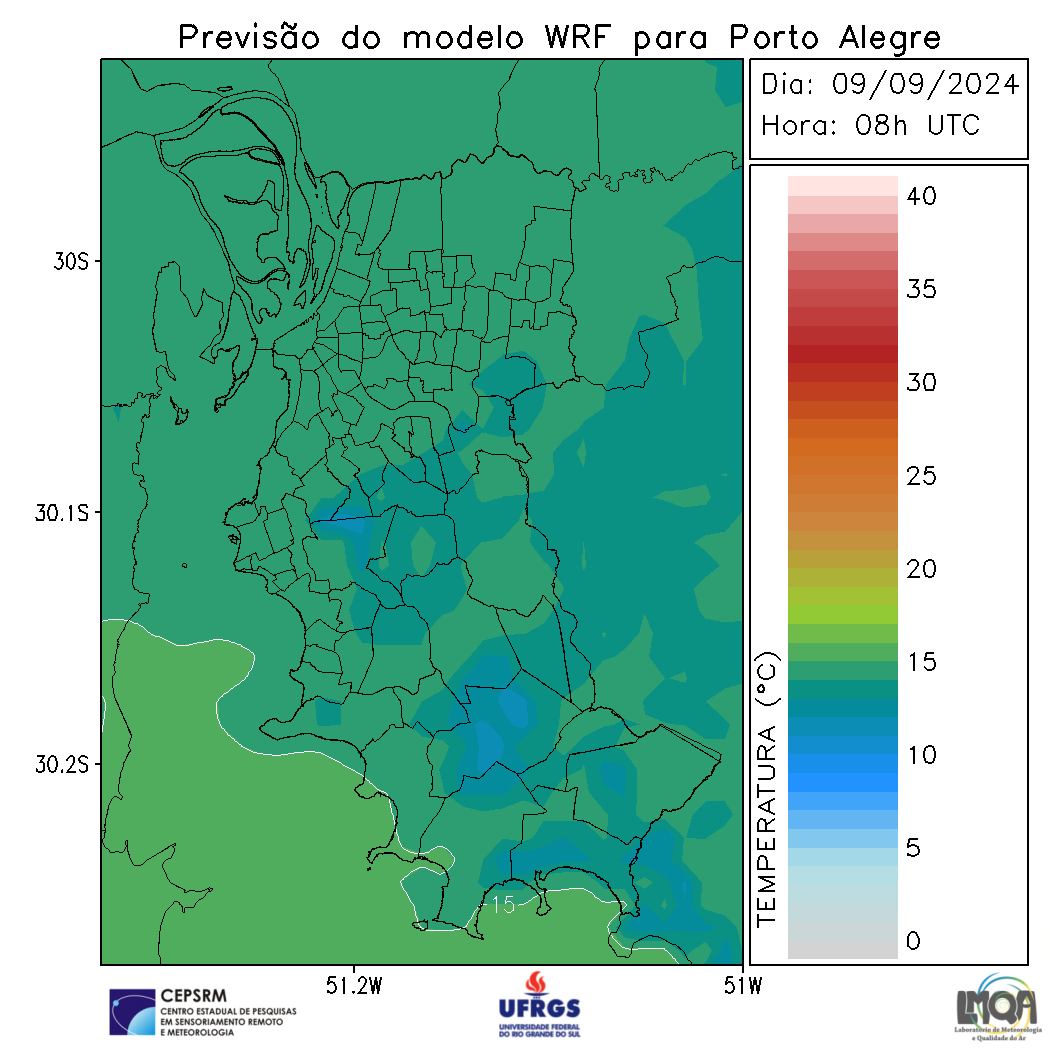 Previsão do modelo WRF para Porto Alegre
Dia: 09/09/2024
Hora: 08h UTC
40
35
30
25
20
15
10
5
0
TEMPERATURA (°C)
30S
30.1S
30.2S
15
51.2W
51W
CEPSRM
CENTRO ESTADUAL DE PESQUISAS
EM SENSORIAMENTO REMOTO
E METEOROLOGIA
UFRGS
UNIVERSIDADE FEDERAL
DO RIO GRANDE DO SUL
LMQA
Laboratório de Meteorologia
e Qualidade do Ar